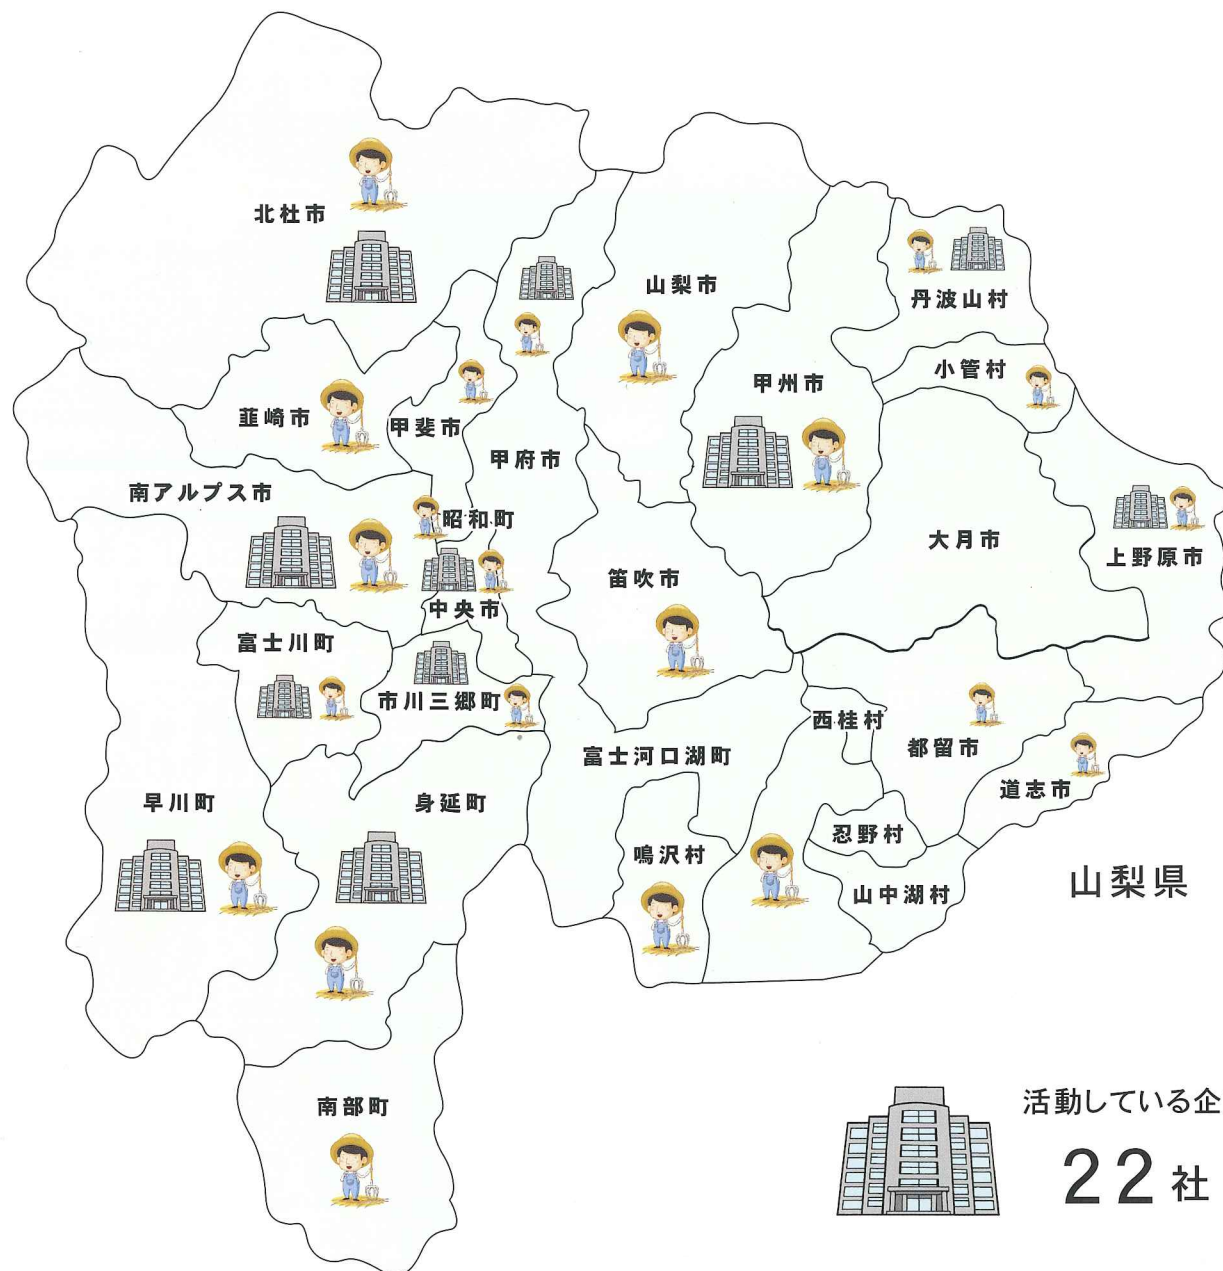 北杜市
山梨市
丹波山村
小管村
甲州市
韮崎市
甲斐市
甲府市
南アルプス市
昭和町
大月市
上野原市
笛吹市
中央市
富士川町
市川三郷町
西桂村
都留市
富士河口湖町
道志市
早川町
身延町
忍野村
鳴沢村
山中湖村
山梨県
南部町
活動している企
22社